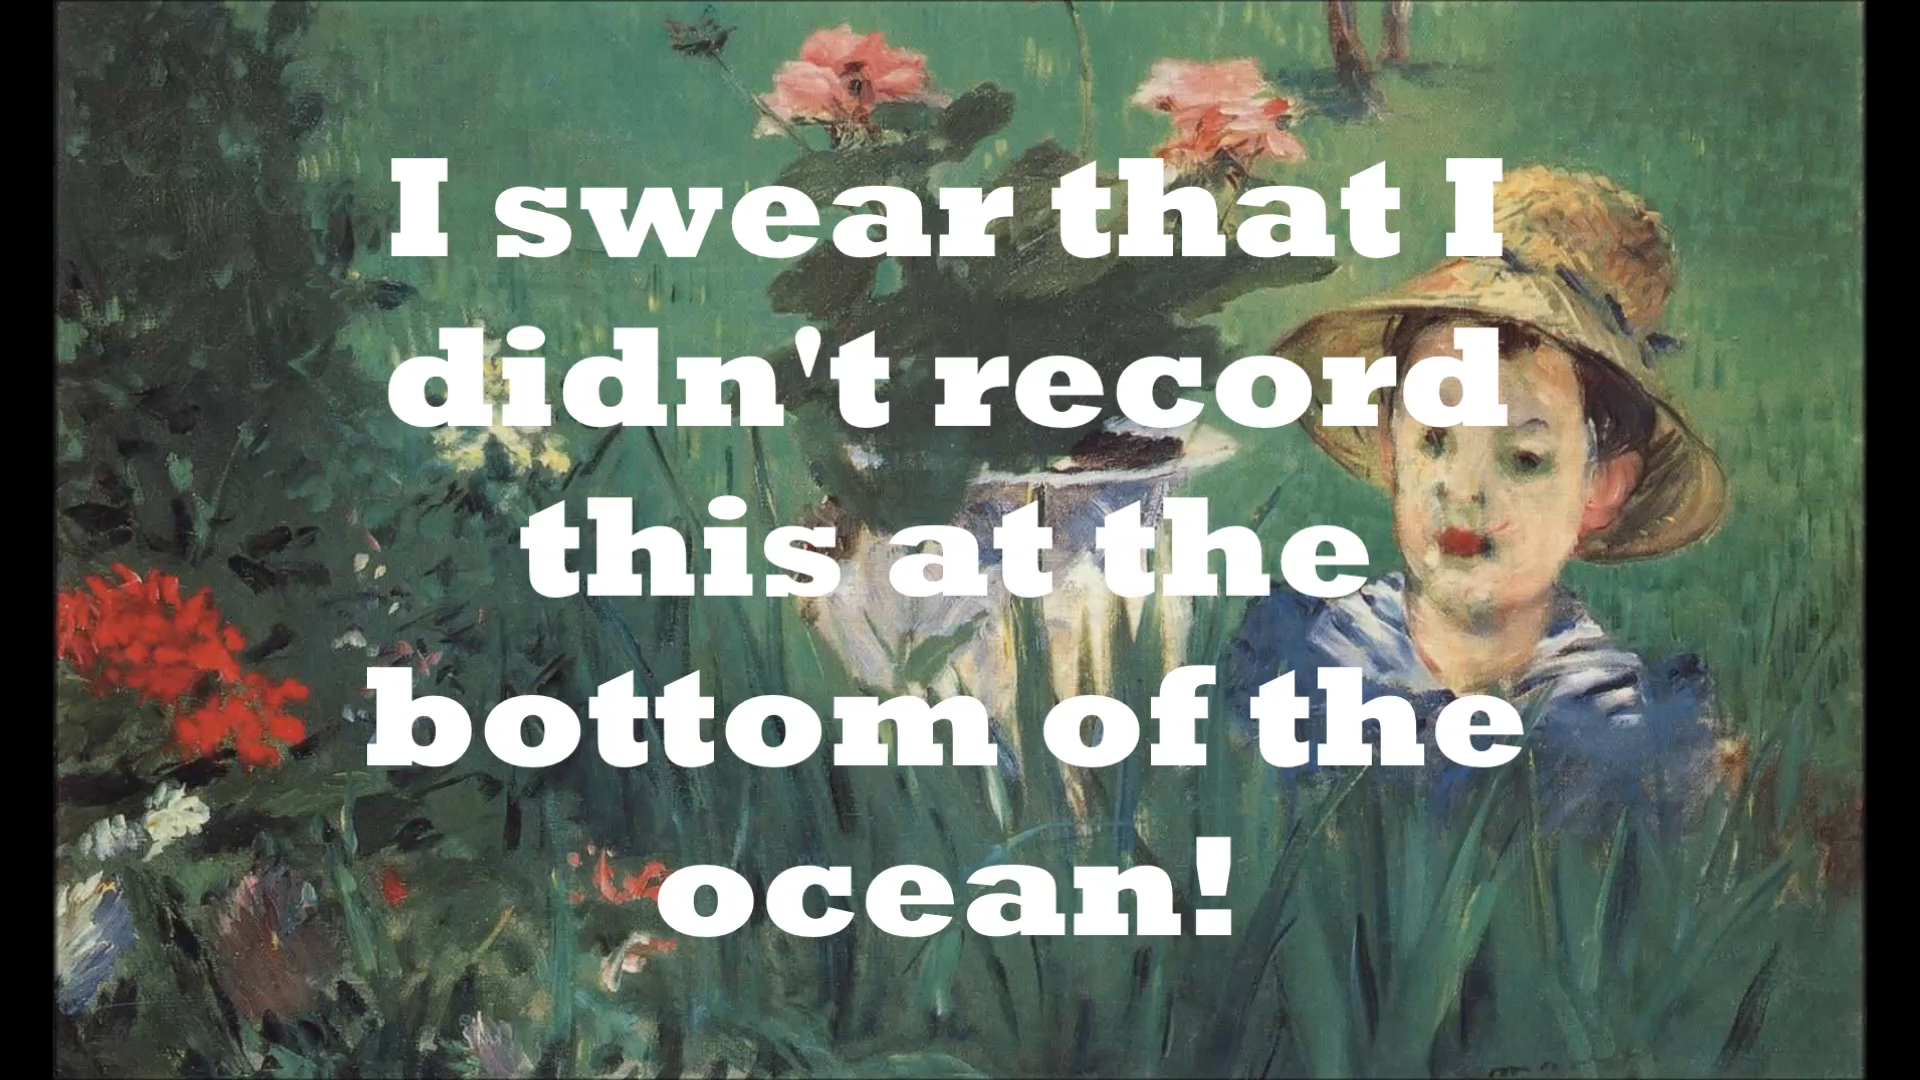 I swear that I
didn't record
this at the
bottom of the
ocean!